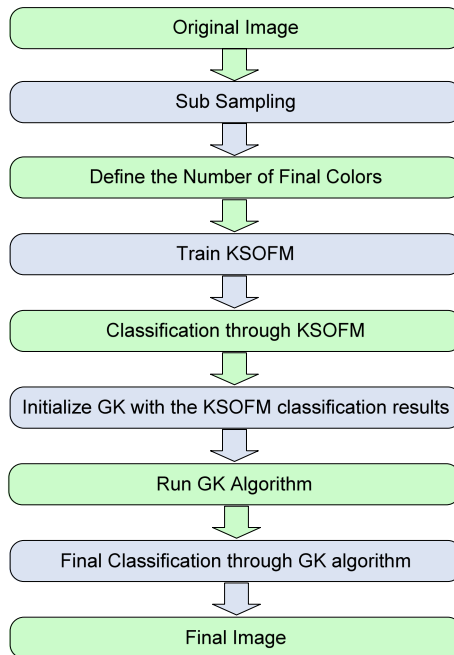 Original Image
Sub Sampling
Define the Number of Final Colors
Train KSOFM
Classification through KSOFM
Initialize GK with the KSOFM classification results
Run GK Algorithm
Final Classification through GK algorithm
Final Image